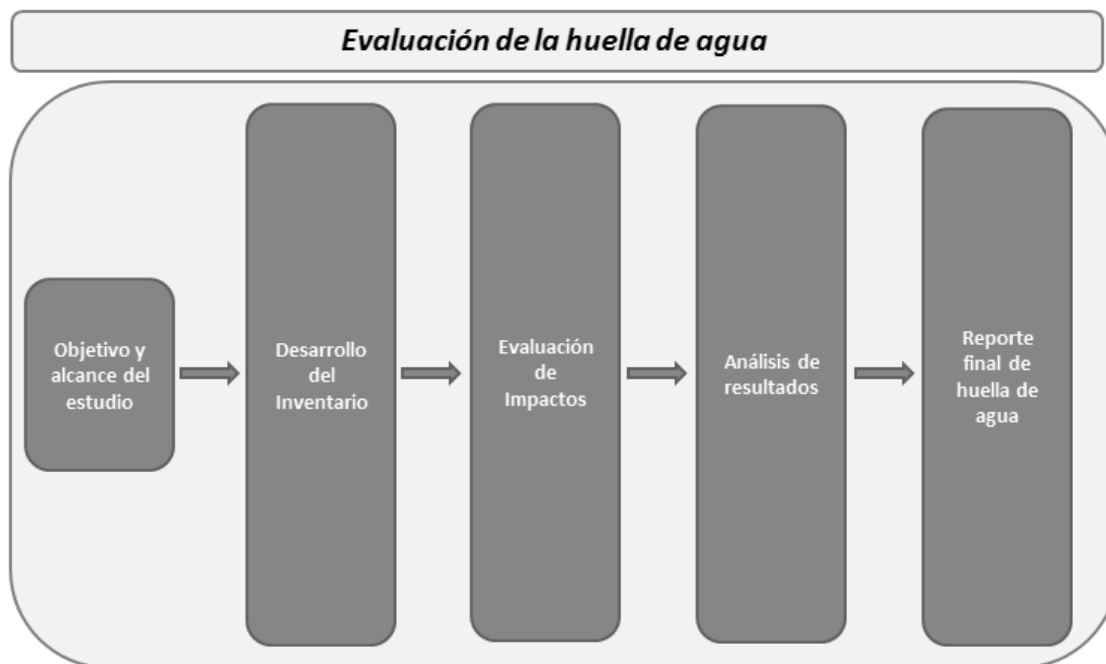 Evaluación de la huella de agua
Objetivo y
alcance del
estudio
Desarrollo
del
Inventario
Evaluación
de
Impactos
Análisis de
resultados
Reporte
final de
huella de
agua